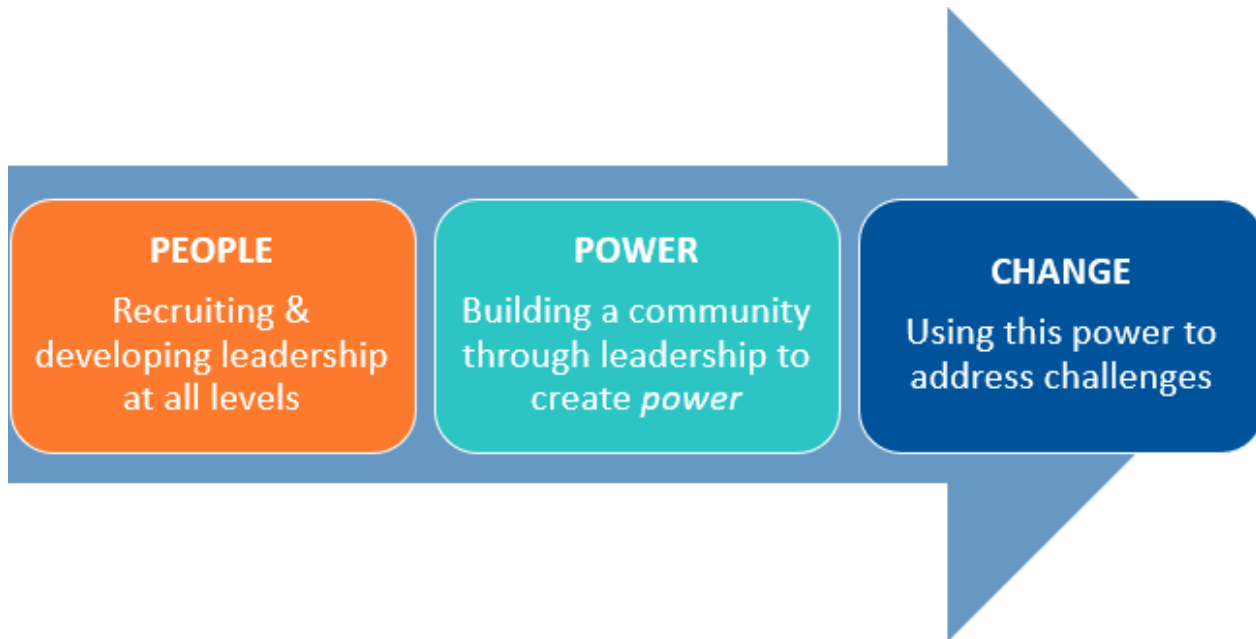 PEOPLE
Recruiting &
developing leadership
at all levels
POWER
Building a community
through leadership to
create power
CHANGE
Using this power to
address challenges